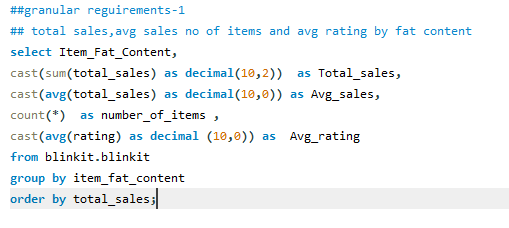 ##granular reguirements-1
## total sales,avg sales no of items and avg rating by fat content
select Item_Fat_Content,
cast(sum(total_sales) as decimal(10,2))  as Total_sales,
cast(avg(total_sales) as decimal(10,0)) as Avg_sales,
count(*)  as number_of_items ,
cast(avg(rating) as decimal (10,0)) as  Avg_rating
from blinkit.blinkit
group by item_fat_content
order by total_sales;